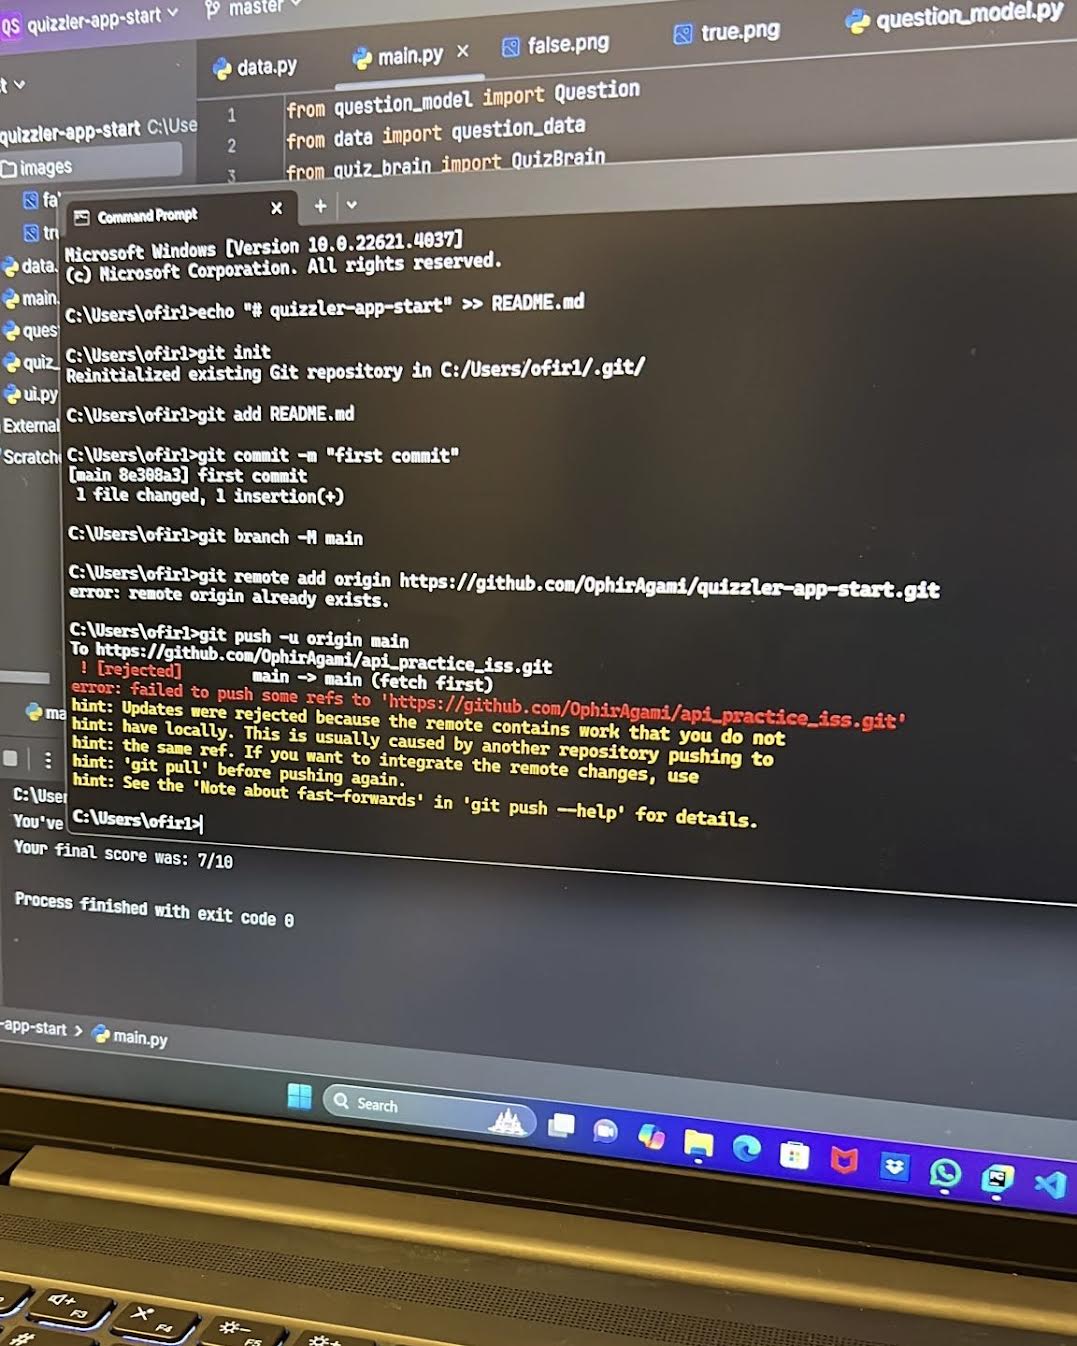 QS quizzler-app-start
master
data.py
main.py ×
false.png
true.png
question_model.py
quizzler-app-start C:\Use
images
1 from question_model import Question
2 from data import question_data
3 from quiz_brain import QuizBrain
fa
tru
data.
main.
ques
quiz_
ui.py
External
Scratch
Command Prompt × +
Microsoft Windows [Version 10.0.22621.4037]
(c) Microsoft Corporation. All rights reserved.
C:\Users\ofir1>echo "# quizzler-app-start" >> README.md
C:\Users\ofir1>git init
Reinitialized existing Git repository in C:/Users/ofir1/.git/
C:\Users\ofir1>git add README.md
C:\Users\ofir1>git commit -m "first commit"
[main 8e308a3] first commit
1 file changed, 1 insertion(+)
C:\Users\ofir1>git branch -M main
C:\Users\ofir1>git remote add origin https://github.com/OphirAgami/quizzler-app-start.git
error: remote origin already exists.
C:\Users\ofir1>git push -u origin main
To https://github.com/OphirAgami/api_practice_iss.git
! [rejected] main -> main (fetch first)
error: failed to push some refs to 'https://github.com/OphirAgami/api_practice_iss.git'
hint: Updates were rejected because the remote contains work that you do not
hint: have locally. This is usually caused by another repository pushing to
hint: the same ref. If you want to integrate the remote changes, use
hint: 'git pull' before pushing again.
hint: See the 'Note about fast-forwards' in 'git push --help' for details.
C:\Users\ofir1>
ma
C:\User
You've
Your final score was: 7/10
Process finished with exit code 0
-app-start > main.py
Search
PC
F3
F4
F5
#